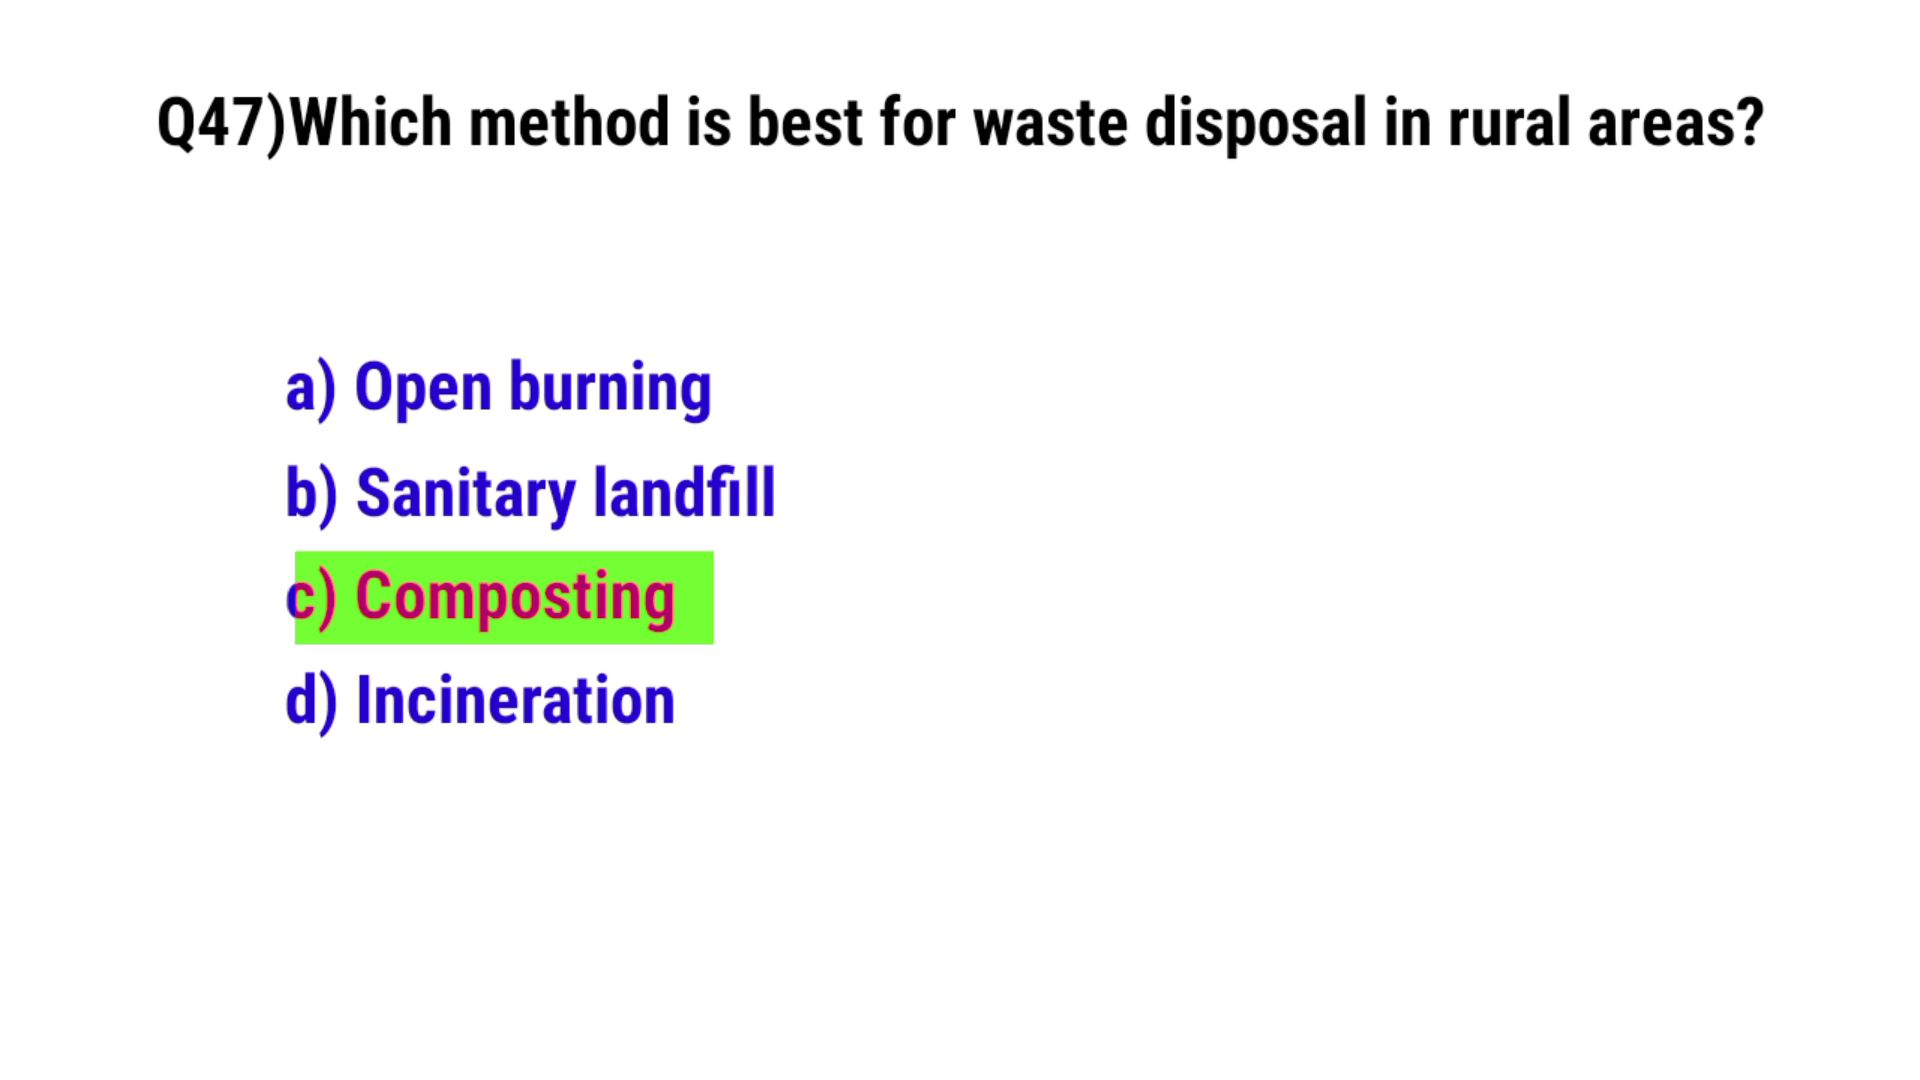 Q47)Which method is best for waste disposal in rural areas?
a) Open burning
b) Sanitary landfill
c) Composting
d) Incineration